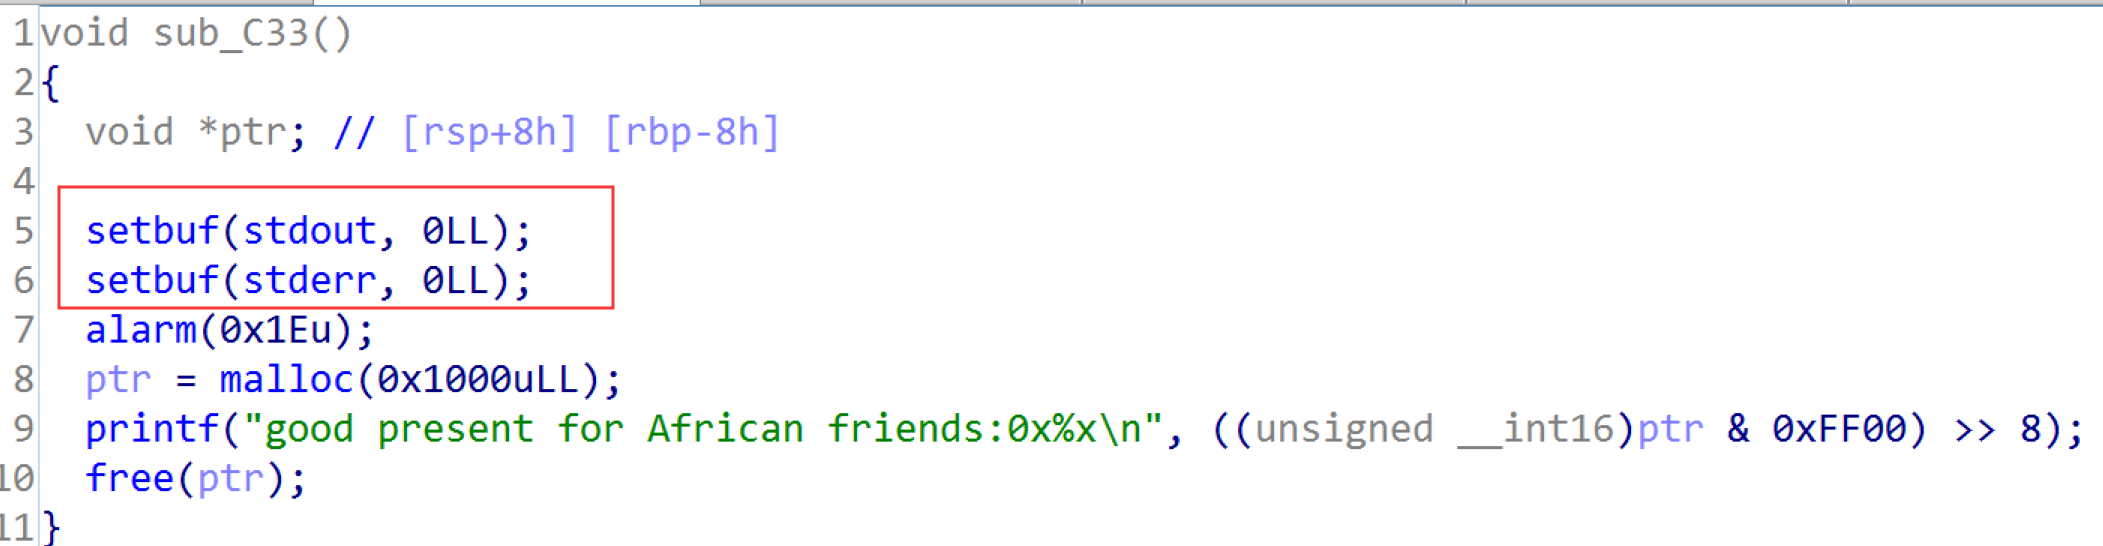 1 void sub_C33()
2 {
3   void *ptr; // [rsp+8h] [rbp-8h]
4
5   setbuf(stdout, 0LL);
6   setbuf(stderr, 0LL);
7   alarm(0x1Eu);
8   ptr = malloc(0x1000uLL);
9   printf("good present for African friends:0x%x\n", ((unsigned __int16)ptr & 0xFF00) >> 8);
10   free(ptr);
11 }